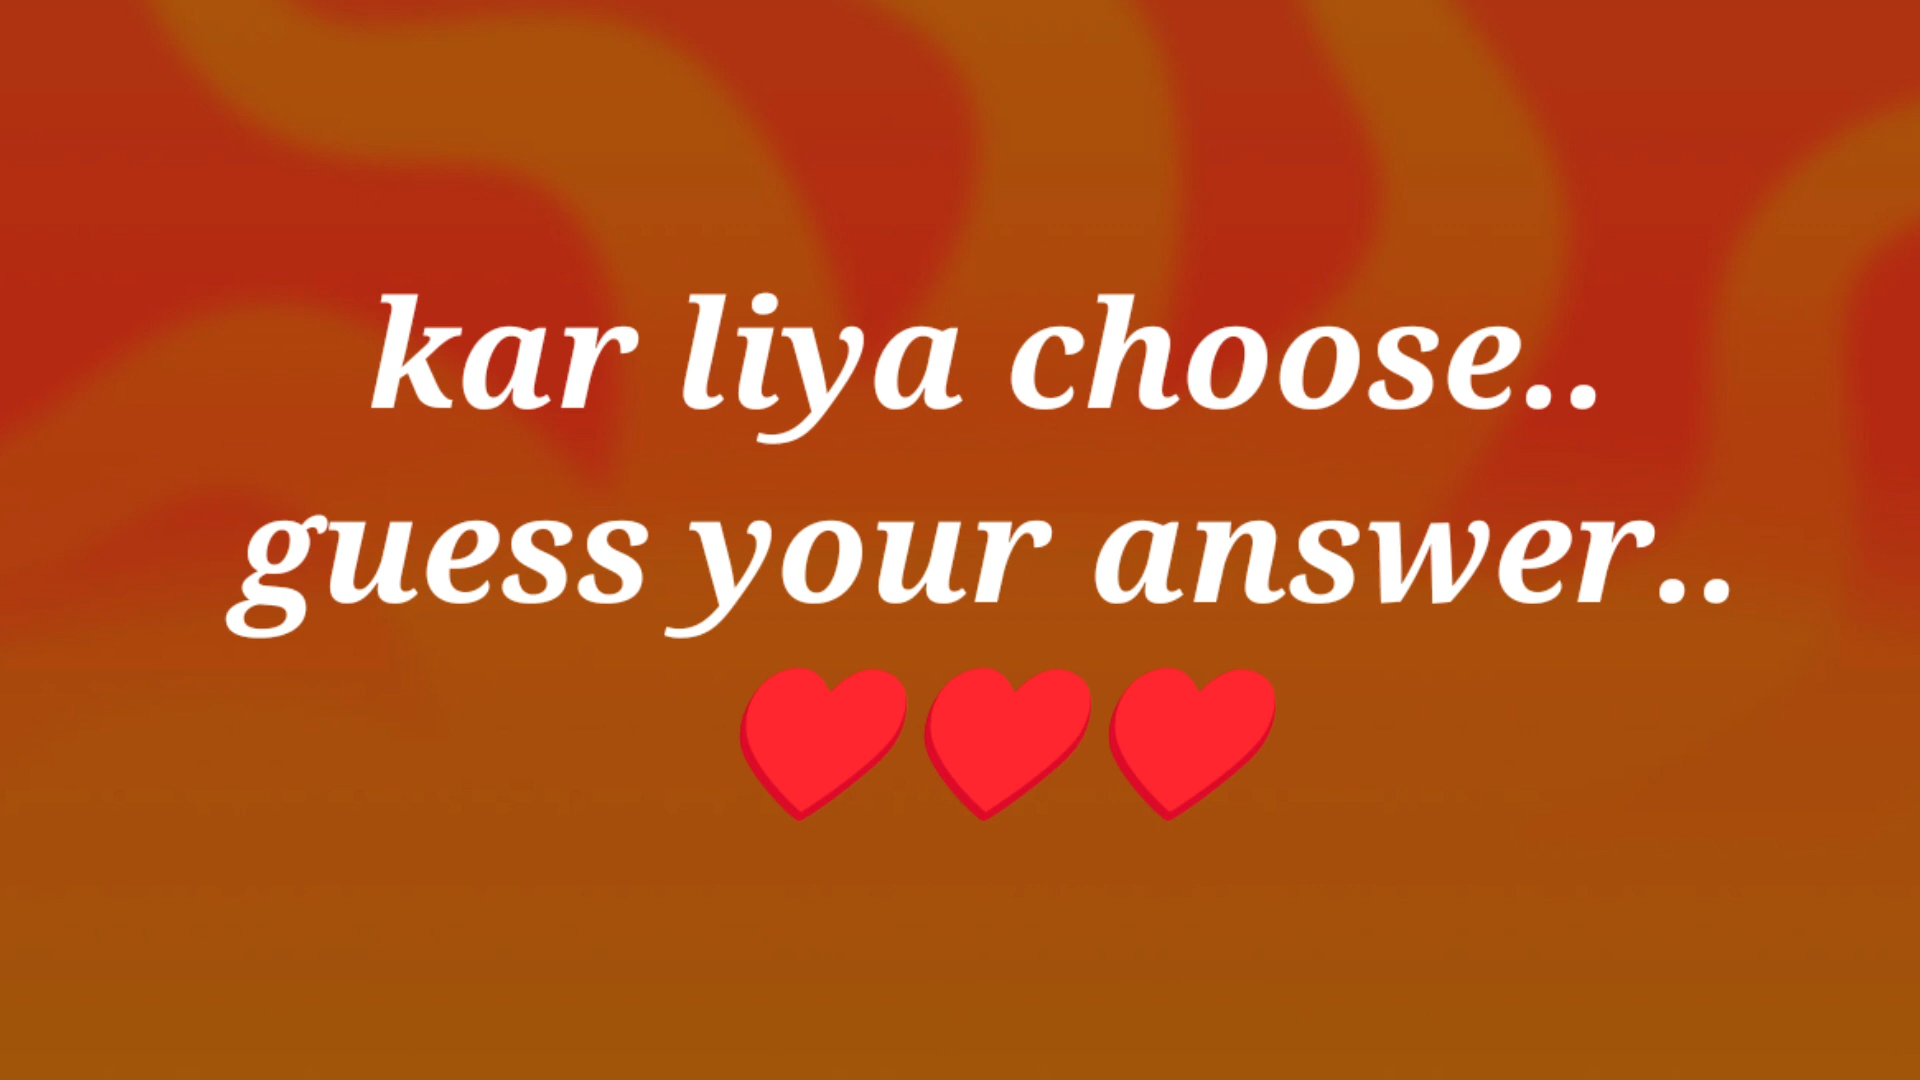 kar liya choose..
guess your answer..
♥️♥️♥️